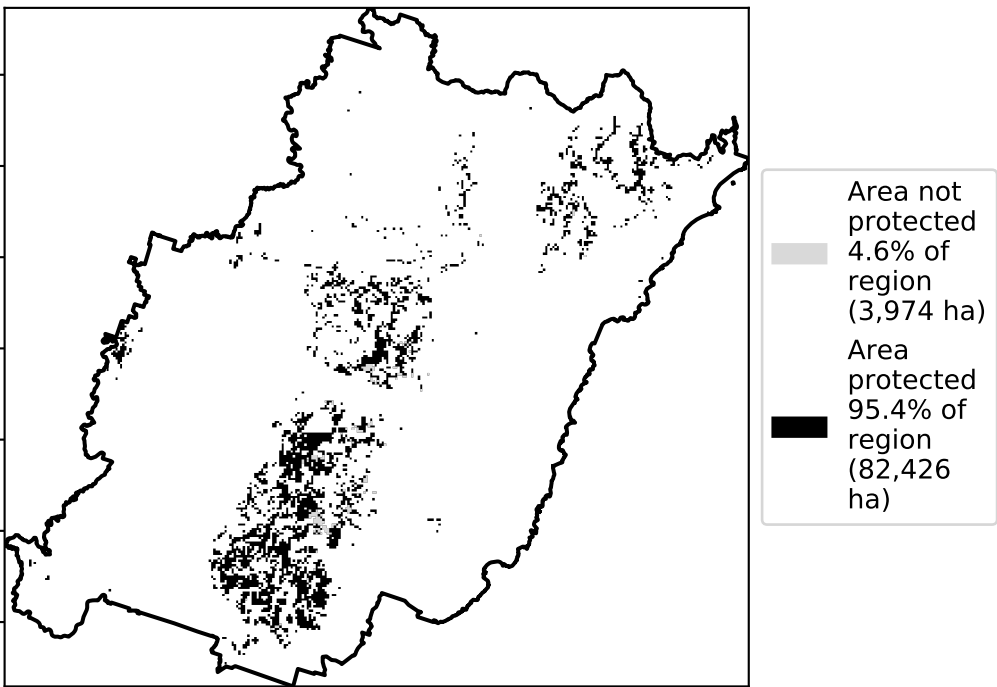 Area not
protected
4.6% of
region
(3,974 ha)
Area
protected
95.4% of
region
(82,426
ha)